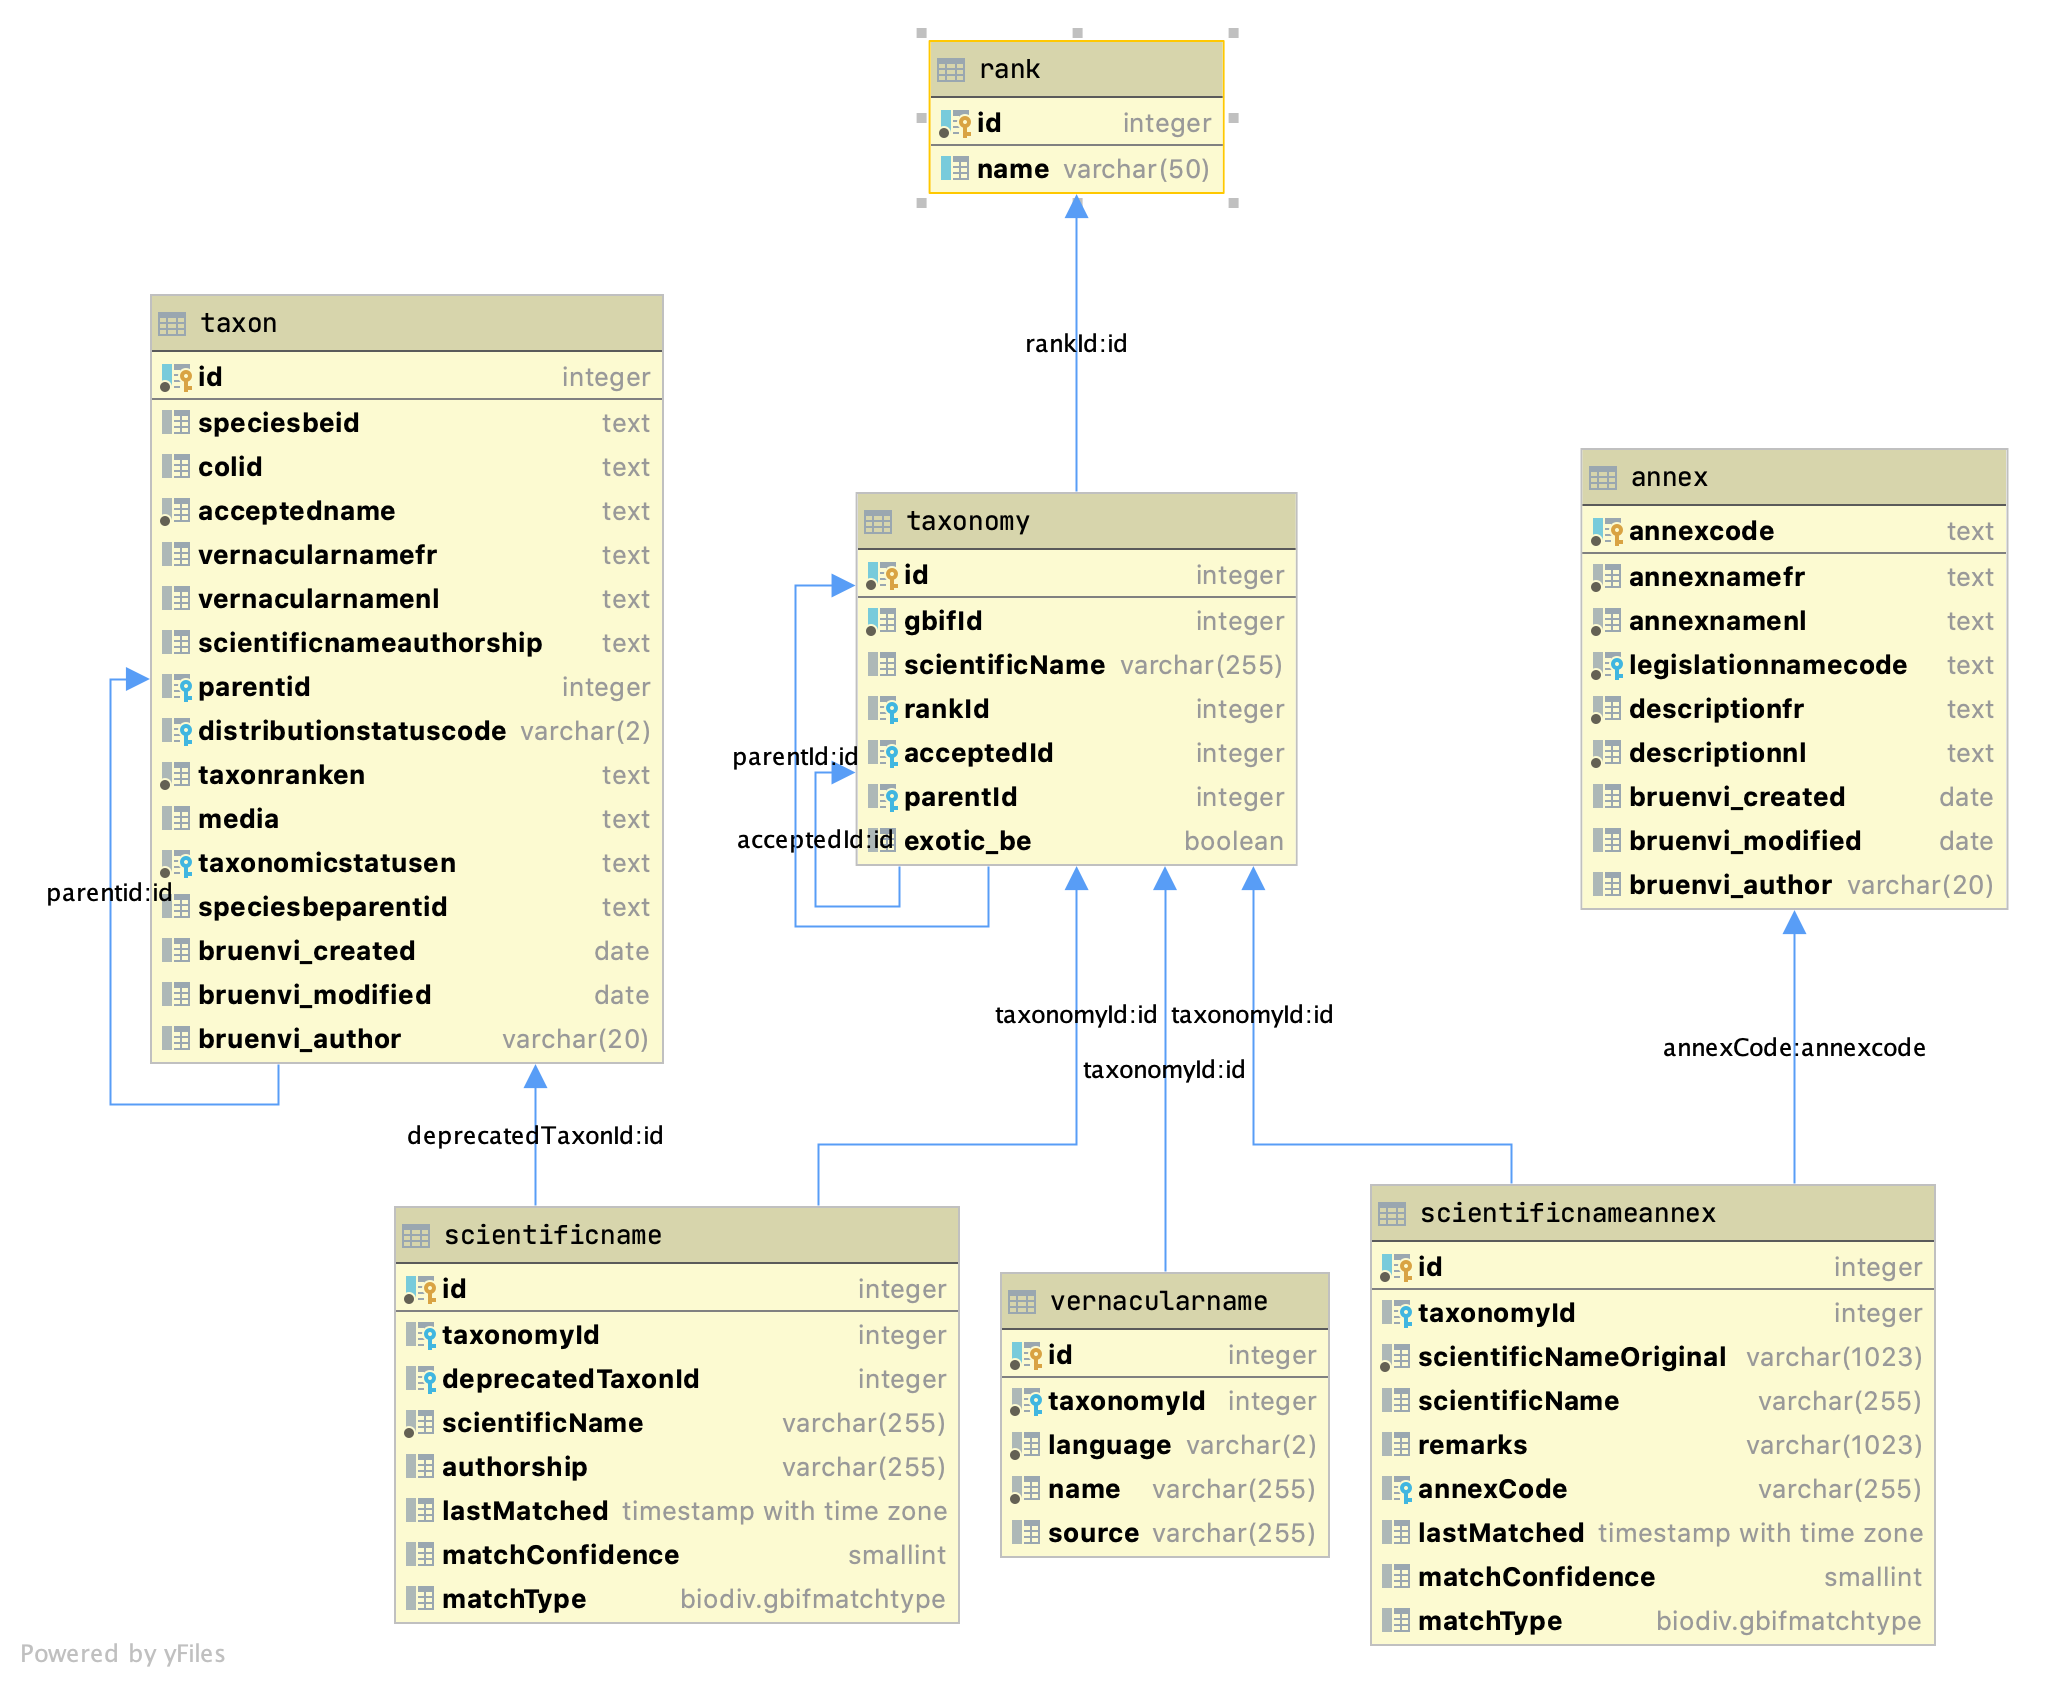 rank
id integer
name varchar(50)
rankId:id
taxon
id integer
speciesbeid text
colid text
acceptedname text
vernacularnamefr text
vernacularnamenl text
scientificnameauthorship text
parentid integer
distributionstatuscode varchar(2)
taxonranken text
media text
taxonomicstatusen text
speciesbeparentid text
bruenvi_created date
bruenvi_modified date
bruenvi_author varchar(20)
parentid:id
taxonomy
id integer
gbifId integer
scientificName varchar(255)
rankId integer
acceptedId integer
parentId integer
exotic_be boolean
parentId:id
acceptedId:id
annex
annexcode text
annexnamefr text
annexnamenl text
legislationnamecode text
descriptionfr text
descriptionnl text
bruenvi_created date
bruenvi_modified date
bruenvi_author varchar(20)
taxonomyId:id
taxonomyId:id
taxonomyId:id
annexCode:annexcode
deprecatedTaxonId:id
scientificname
id integer
taxonomyId integer
deprecatedTaxonId integer
scientificName varchar(255)
authorship varchar(255)
lastMatched timestamp with time zone
matchConfidence smallint
matchType biodiv.gbifmatchtype
vernacularname
id integer
taxonomyId integer
language varchar(2)
name varchar(255)
source varchar(255)
scientificnameannex
id integer
taxonomyId integer
scientificNameOriginal varchar(1023)
scientificName varchar(255)
remarks varchar(1023)
annexCode varchar(255)
lastMatched timestamp with time zone
matchConfidence smallint
matchType biodiv.gbifmatchtype
Powered by yFiles